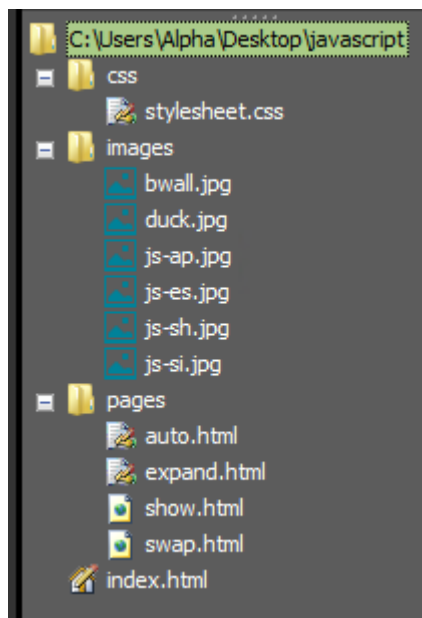 C:\Users\Alpha\Desktop\javascript
css
stylesheet.css
images
bwall.jpg
duck.jpg
js-ap.jpg
js-es.jpg
js-sh.jpg
js-si.jpg
pages
auto.html
expand.html
show.html
swap.html
index.html